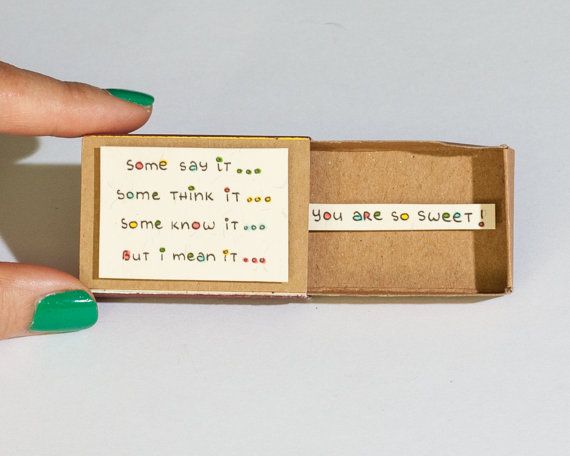 Some say it...
Some think it...
Some know it...
But i mean it...
You are so sweet!